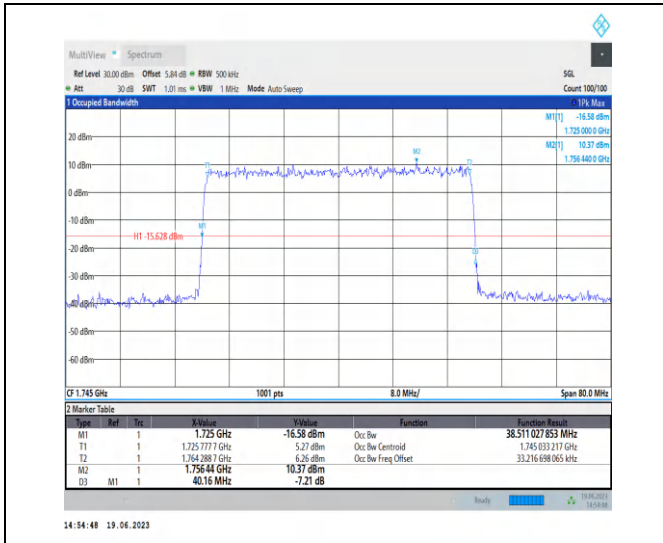 MultiView Spectrum
Ref Level 30.00 dBm Offset 5.84 dB RBW 500 kHz SGL
Att 30 dB SWT 1.01 ms VBW 1 MHz Mode Auto Sweep Count 100/100
1 Occupied Bandwidth 1Pk Max
M1[1] -16.58 dBm
1.725 000 0 GHz
M2[1] 10.37 dBm
1.756 440 0 GHz
20 dBm
M2
10 dBm
T1 T2
0 dBm
-10 dBm
M1
H1 -15.628 dBm
-20 dBm
D3
-30 dBm
-40 dBm
-50 dBm
-60 dBm
CF 1.745 GHz 1001 pts 8.0 MHz/ Span 80.0 MHz
2 Marker Table
Type Ref Trc X-Value Y-Value Function Function Result
M1 1 1.725 GHz -16.58 dBm Occ Bw 38.511 027 853 MHz
T1 1 1.725 777 7 GHz 5.27 dBm Occ Bw Centroid 1.745 033 217 GHz
T2 1 1.764 288 7 GHz 6.26 dBm Occ Bw Freq Offset 33.216 698 065 kHz
M2 1 1.756 44 GHz 10.37 dBm
D3 M1 1 40.16 MHz -7.21 dB
Ready 19.06.2023
14:54:48
14:54:48 19.06.2023